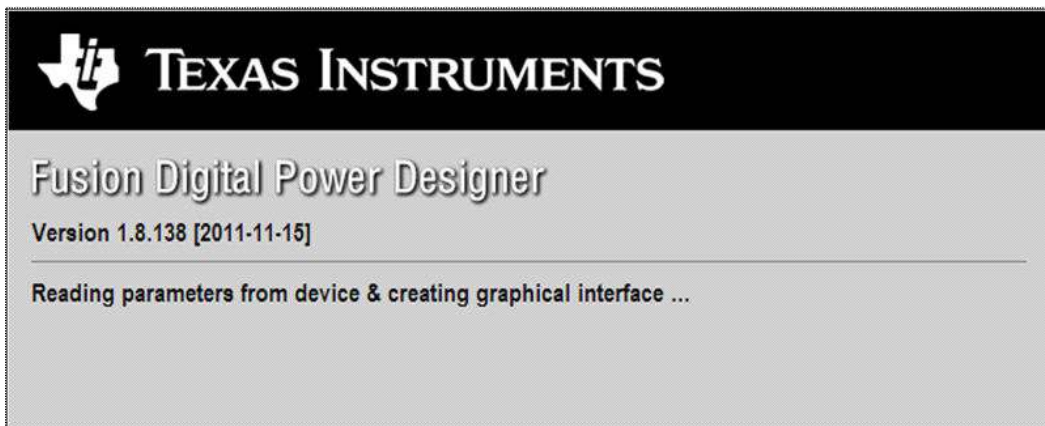 TEXAS INSTRUMENTS
Fusion Digital Power Designer
Version 1.8.138 [2011-11-15]
Reading parameters from device & creating graphical interface ...